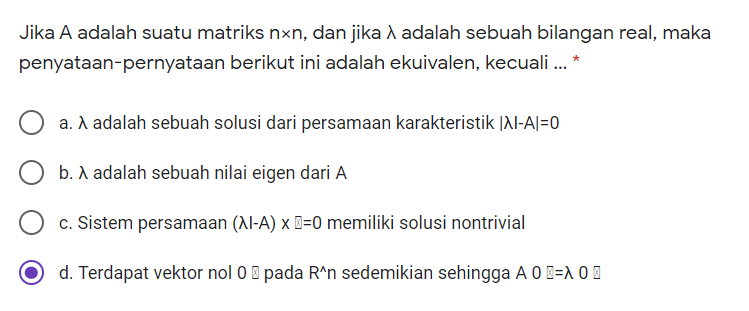 Jika A adalah suatu matriks n×n, dan jika λ adalah sebuah bilangan real, maka
penyataan-pernyataan berikut ini adalah ekuivalen, kecuali ... *
a. λ adalah sebuah solusi dari persamaan karakteristik |λI-A|=0
b. λ adalah sebuah nilai eigen dari A
c. Sistem persamaan (λI-A) x ⃗=0 memiliki solusi nontrivial
d. Terdapat vektor nol 0 ⃗ pada R^n sedemikian sehingga A 0 ⃗=λ 0 ⃗